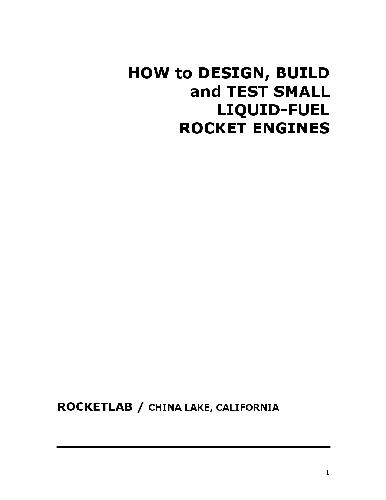 HOW to DESIGN, BUILD
and TEST SMALL
LIQUID-FUEL
ROCKET ENGINES
ROCKETLAB / CHINA LAKE, CALIFORNIA
1